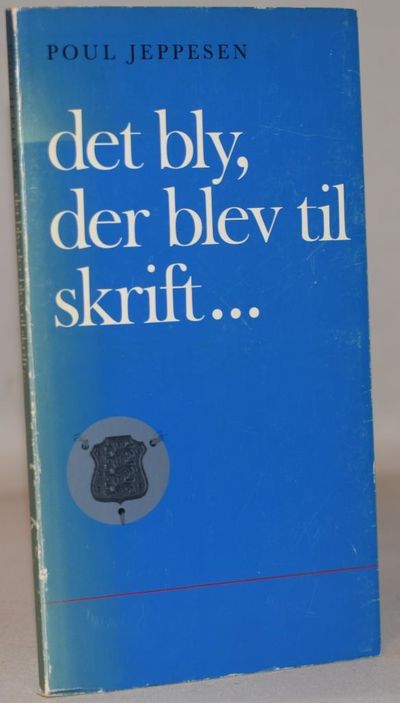 POUL JEPPESEN
det bly,
der blev til
skrift...